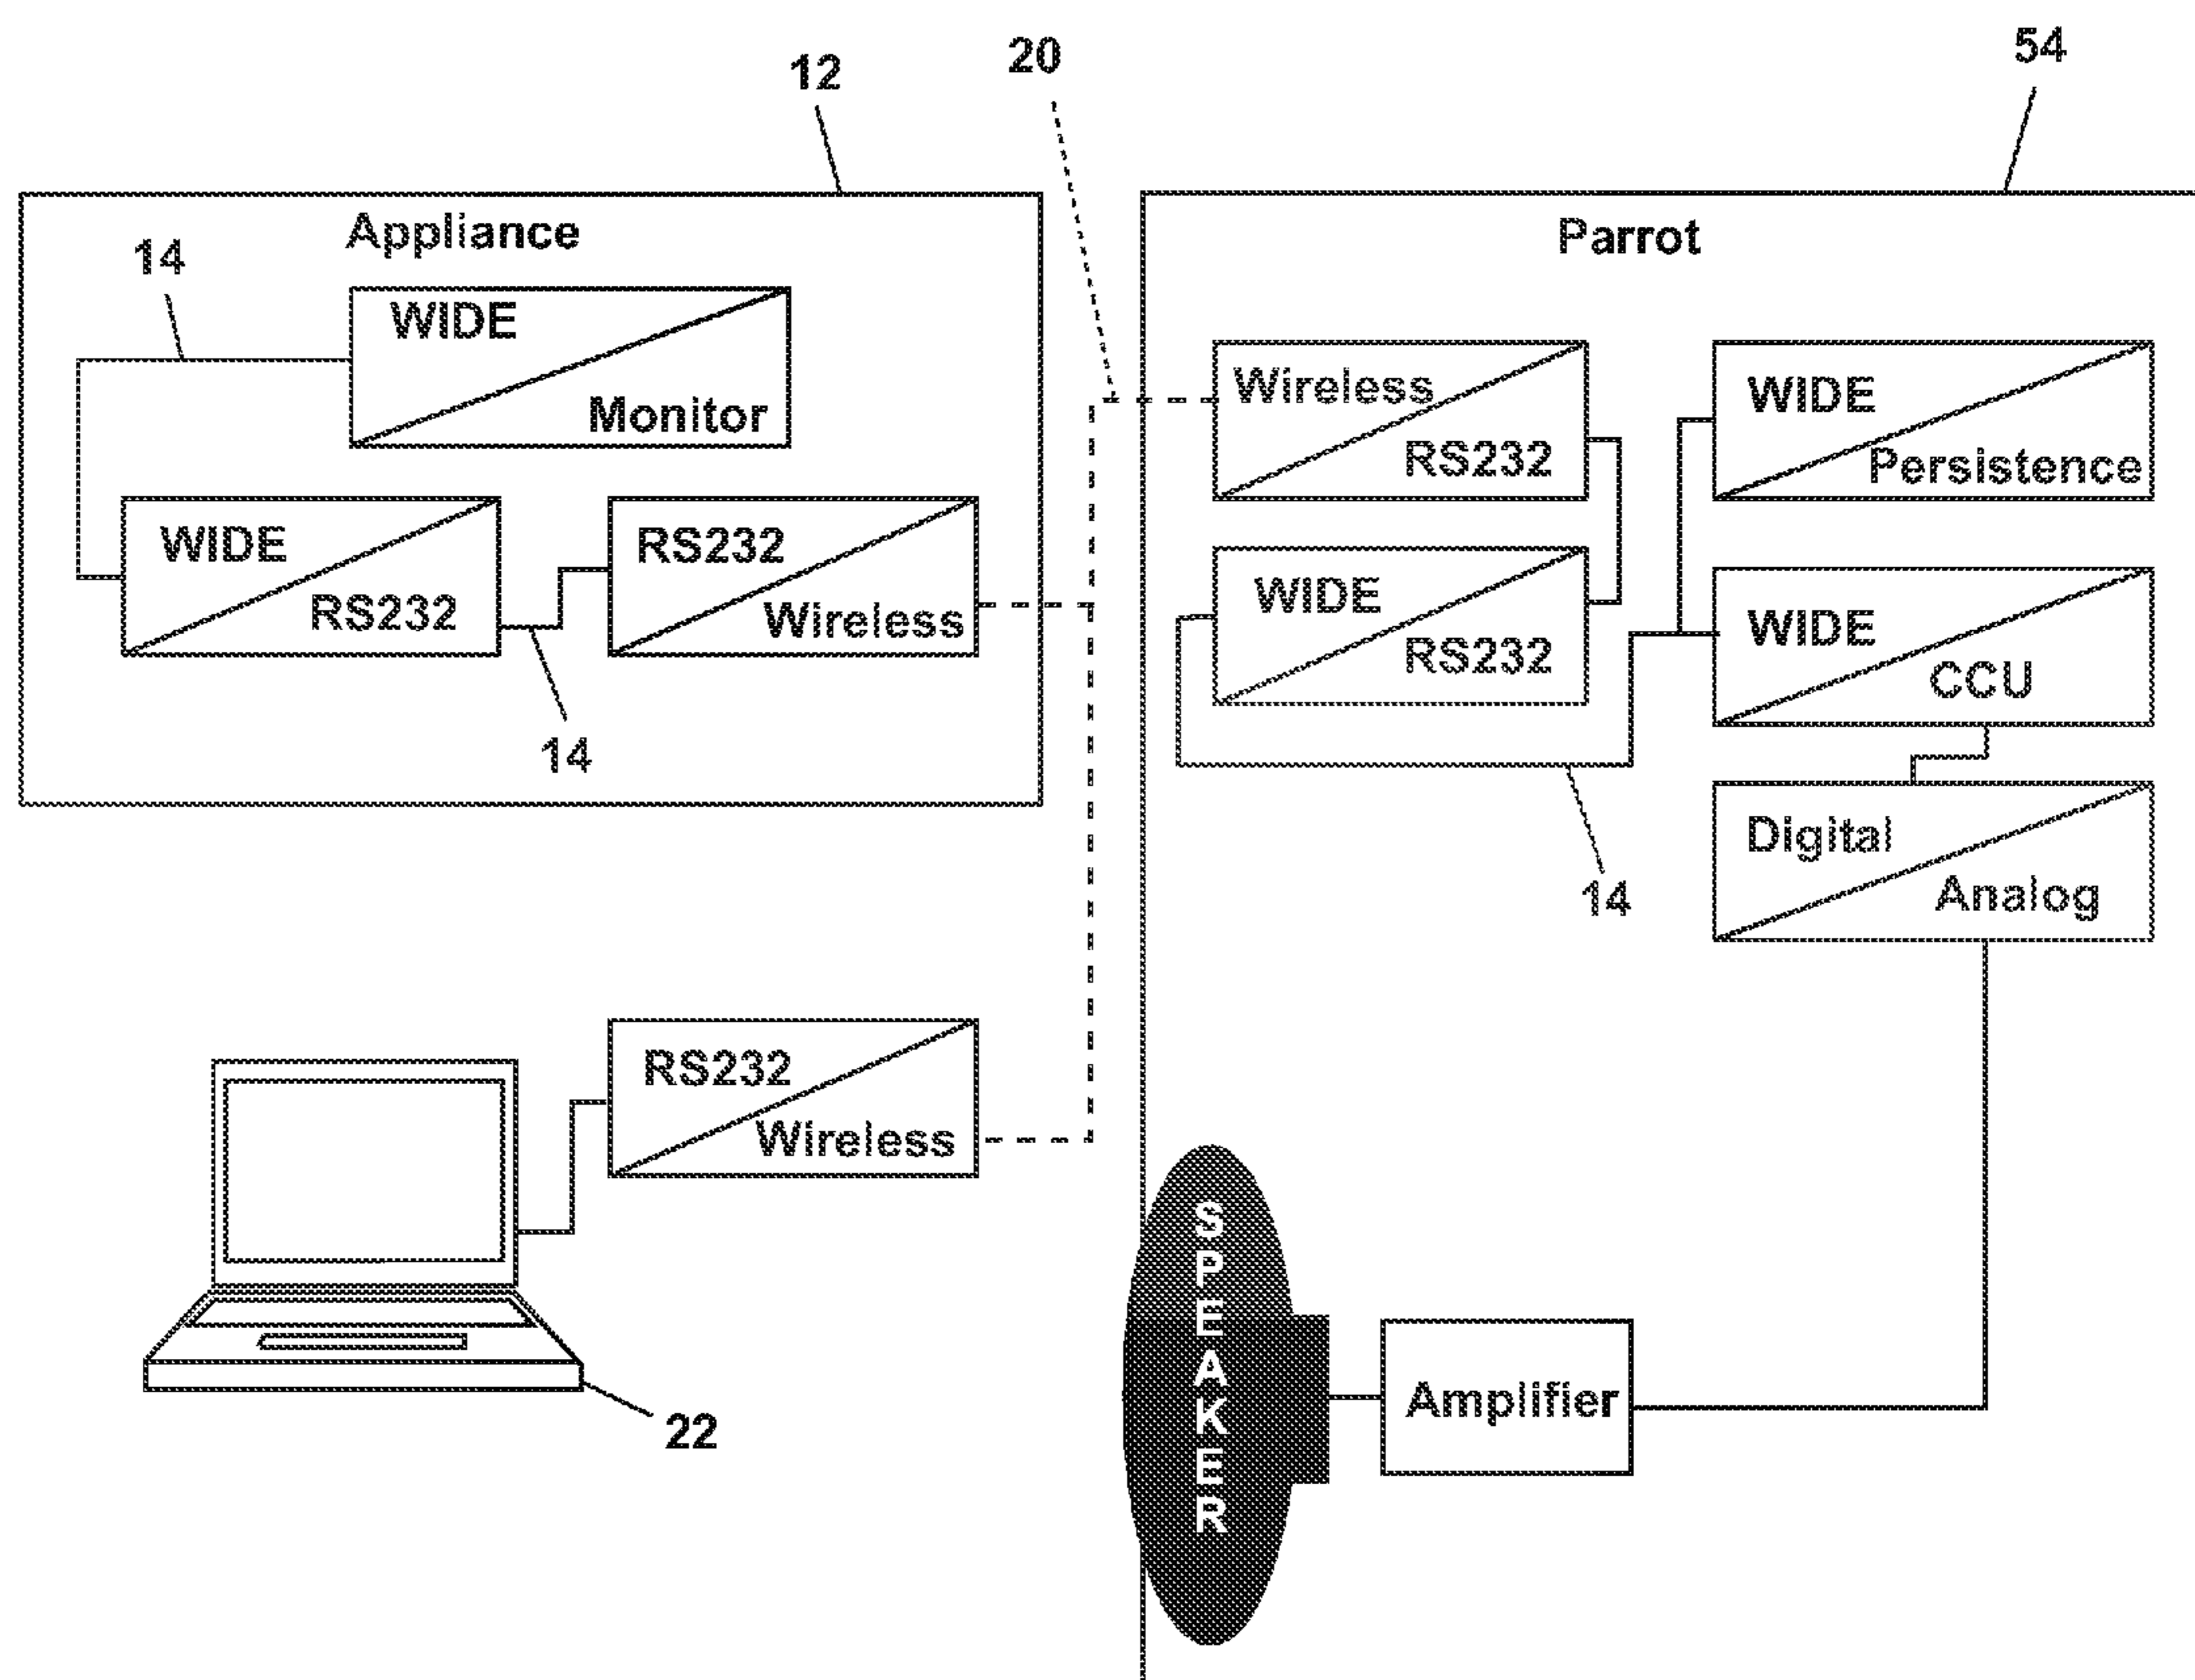 12
20
54
Appliance
14
WIDE
Monitor
WIDE
RS232
RS232
Wireless
14
Parrot
Wireless
RS232
WIDE
Persistence
WIDE
RS232
WIDE
CCU
14
Digital
Analog
RS232
Wireless
22
SPEAKER
Amplifier